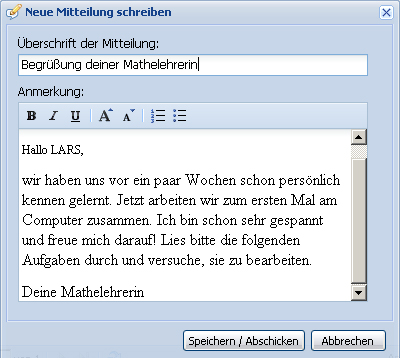 Neue Mitteilung schreiben
Überschrift der Mitteilung:
Begrüßung deiner Mathelehrerin
Anmerkung:
B I U A A
Hallo LARS,
wir haben uns vor ein paar Wochen schon persönlich
kennen gelernt. Jetzt arbeiten wir zum ersten Mal am
Computer zusammen. Ich bin schon sehr gespannt
und freue mich darauf! Lies bitte die folgenden
Aufgaben durch und versuche, sie zu bearbeiten.
Deine Mathelehrerin
Speichern / Abschicken Abbrechen